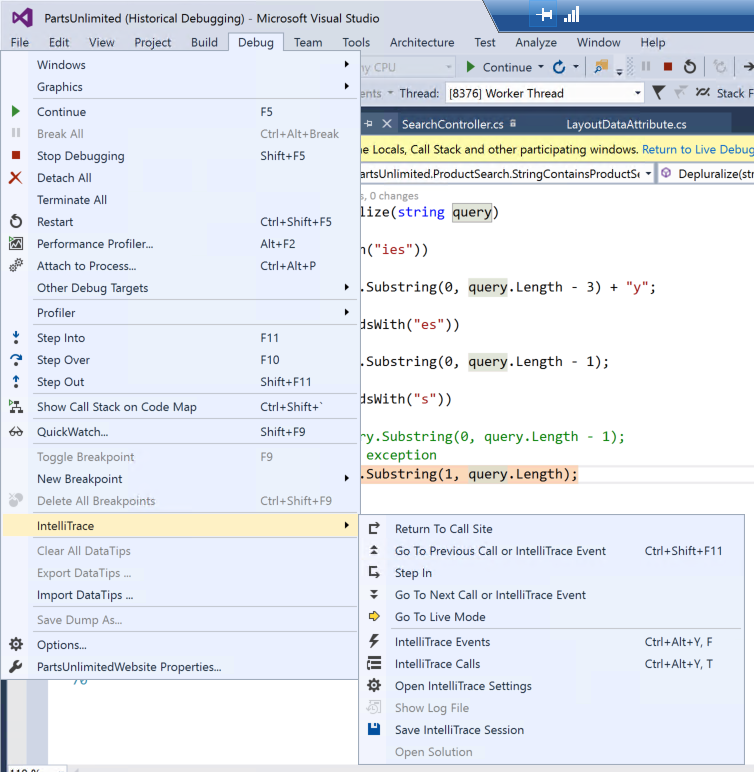 PartsUnlimited (Historical Debugging) - Microsoft Visual Studio
File Edit View Project Build Debug Team Tools Architecture Test Analyze Window Help
CPU Continue
Thread: [8376] Worker Thread Stack F
SearchController.cs LayoutDataAttribute.cs
Locals, Call Stack and other participating windows. Return to Live Debug
artsUnlimited.ProductSearch.StringContainsProductSe Depluralize(str
s, 0 changes
lize(string query)
("ies"))
.Substring(0, query.Length - 3) + "y";
dsWith("es"))
.Substring(0, query.Length - 1);
dsWith("s"))
ry.Substring(0, query.Length - 1);
exception
.Substring(1, query.Length);
Windows
Graphics
Continue F5
Break All Ctrl+Alt+Break
Stop Debugging Shift+F5
Detach All
Terminate All
Restart Ctrl+Shift+F5
Performance Profiler... Alt+F2
Attach to Process... Ctrl+Alt+P
Other Debug Targets
Profiler
Step Into F11
Step Over F10
Step Out Shift+F11
Show Call Stack on Code Map Ctrl+Shift+`
QuickWatch... Shift+F9
Toggle Breakpoint F9
New Breakpoint
Delete All Breakpoints Ctrl+Shift+F9
IntelliTrace
Clear All DataTips
Export DataTips ...
Import DataTips ...
Save Dump As...
Options...
PartsUnlimitedWebsite Properties...
Return To Call Site
Go To Previous Call or IntelliTrace Event Ctrl+Shift+F11
Step In
Go To Next Call or IntelliTrace Event
Go To Live Mode
IntelliTrace Events Ctrl+Alt+Y, F
IntelliTrace Calls Ctrl+Alt+Y, T
Open IntelliTrace Settings
Show Log File
Save IntelliTrace Session
Open Solution